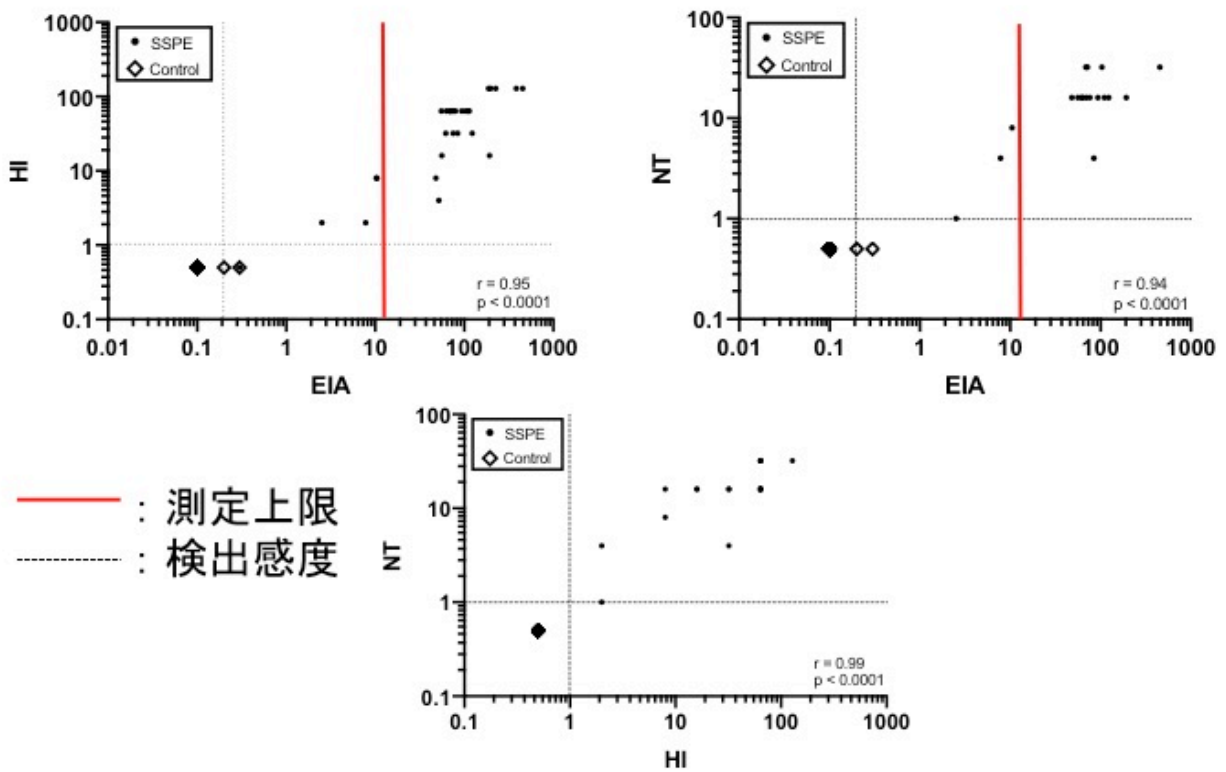 1000
100
10
1
0.1
HI
SSPE
Control
r = 0.95
p < 0.0001
0.01 0.1 1 10 100 1000
EIA
100
10
1
0.1
NT
SSPE
Control
r = 0.94
p < 0.0001
0.01 0.1 1 10 100 1000
EIA
: 測定上限
: 検出感度
100
10
1
0.1
NT
SSPE
Control
r = 0.99
p < 0.0001
0.1 1 10 100 1000
HI